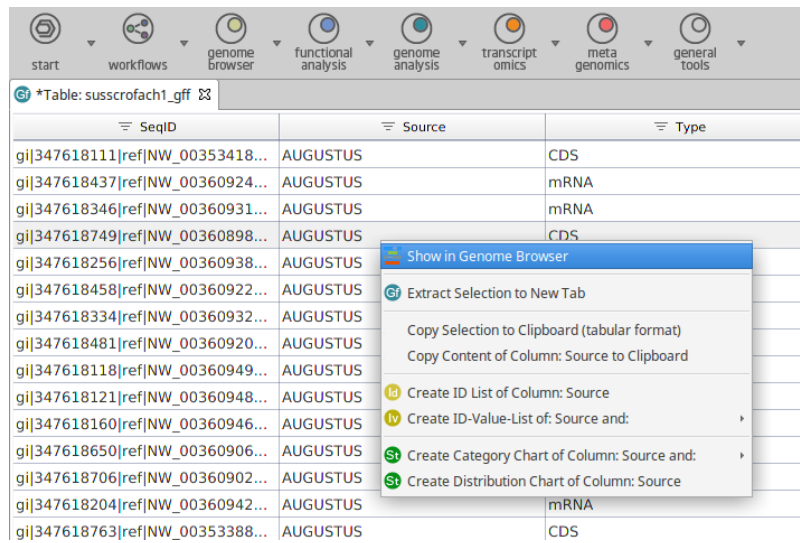 start
workflows
genome browser
functional analysis
genome analysis
transcript omics
meta genomics
general tools
Gf *Table: susscrofach1_gff
SeqID Source Type
gi|347618111|ref|NW_00353418... AUGUSTUS CDS
gi|347618437|ref|NW_00360924... AUGUSTUS mRNA
gi|347618346|ref|NW_00360931... AUGUSTUS mRNA
gi|347618749|ref|NW_00360898... AUGUSTUS CDS
gi|347618256|ref|NW_00360938... AUGUSTUS
gi|347618458|ref|NW_00360922... AUGUSTUS
gi|347618334|ref|NW_00360932... AUGUSTUS
gi|347618481|ref|NW_00360920... AUGUSTUS
gi|347618118|ref|NW_00360949... AUGUSTUS
gi|347618121|ref|NW_00360948... AUGUSTUS
gi|347618160|ref|NW_00360946... AUGUSTUS
gi|347618650|ref|NW_00360906... AUGUSTUS
gi|347618706|ref|NW_00360902... AUGUSTUS
gi|347618204|ref|NW_00360942... AUGUSTUS mRNA
gi|347618763|ref|NW_00353388... AUGUSTUS CDS
Show in Genome Browser
Gf Extract Selection to New Tab
Copy Selection to Clipboard (tabular format)
Copy Content of Column: Source to Clipboard
Id Create ID List of Column: Source
Iv Create ID-Value-List of: Source and:
St Create Category Chart of Column: Source and:
St Create Distribution Chart of Column: Source